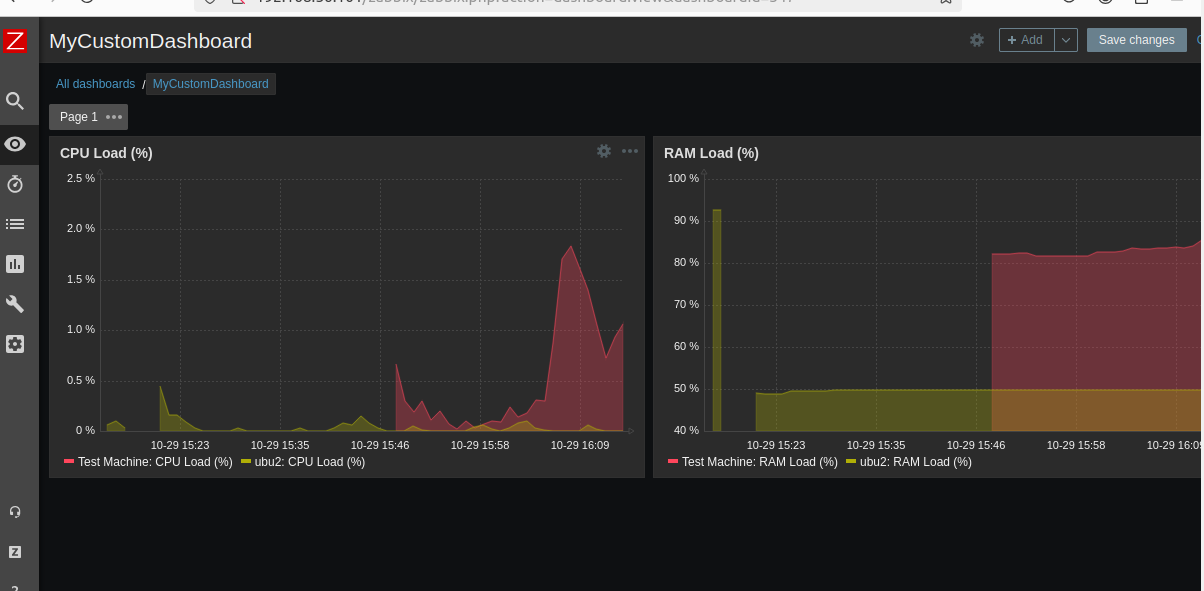 MyCustomDashboard
+ Add
Save changes
All dashboards / MyCustomDashboard
Page 1
CPU Load (%)
2.5 %
2.0 %
1.5 %
1.0 %
0.5 %
0 %
10-29 15:23 10-29 15:35 10-29 15:46 10-29 15:58 10-29 16:09
Test Machine: CPU Load (%) ubu2: CPU Load (%)
RAM Load (%)
100 %
90 %
80 %
70 %
60 %
50 %
40 %
10-29 15:23 10-29 15:35 10-29 15:46 10-29 15:58 10-29 16:09
Test Machine: RAM Load (%) ubu2: RAM Load (%)
Z
Z